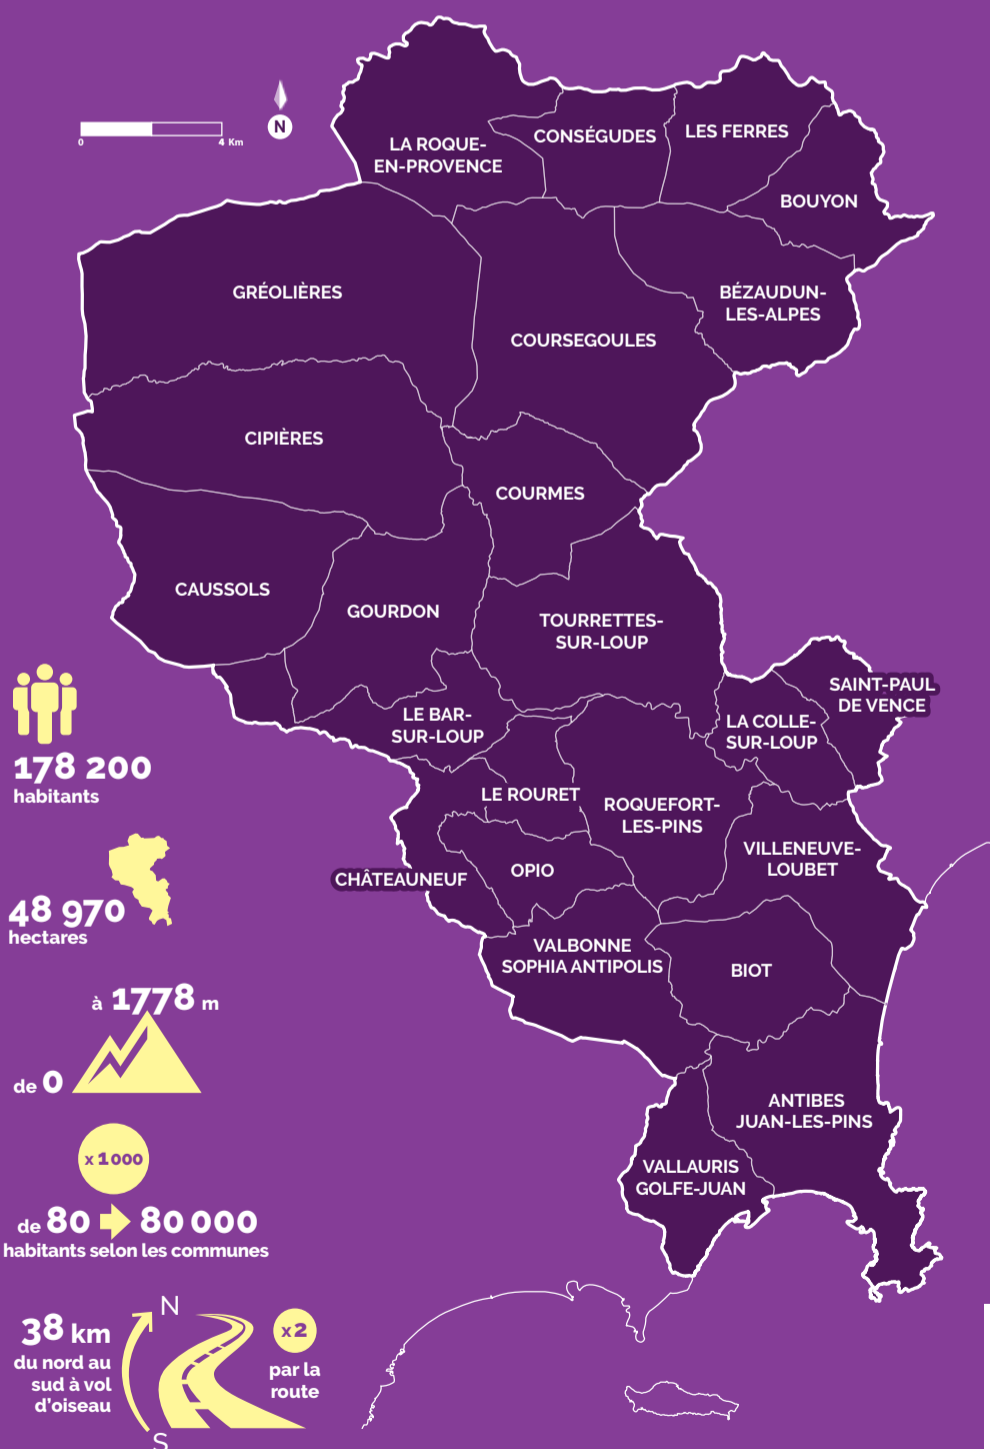 0
4 Km
N
LA ROQUE-
EN-PROVENCE
CONSÉGUDES
LES FERRES
BOUYON
GRÉOLIÈRES
BÉZAUDUN-
LES-ALPES
COURSEGOULES
CIPIÈRES
COURMES
CAUSSOLS
GOURDON
TOURRETTES-
SUR-LOUP
SAINT-PAUL
DE VENCE
LE BAR-
SUR-LOUP
LA COLLE-
SUR-LOUP
LE ROURET
ROQUEFORT-
LES-PINS
VILLENEUVE-
LOUBET
CHÂTEAUNEUF
OPIO
VALBONNE
SOPHIA ANTIPOLIS
BIOT
ANTIBES
JUAN-LES-PINS
VALLAURIS
GOLFE-JUAN
178 200
habitants
48 970
hectares
à 1778 m
de 0
x 1000
de 80 80 000
habitants selon les communes
N
38 km
du nord au
sud à vol
d'oiseau
S
x 2
par la
route